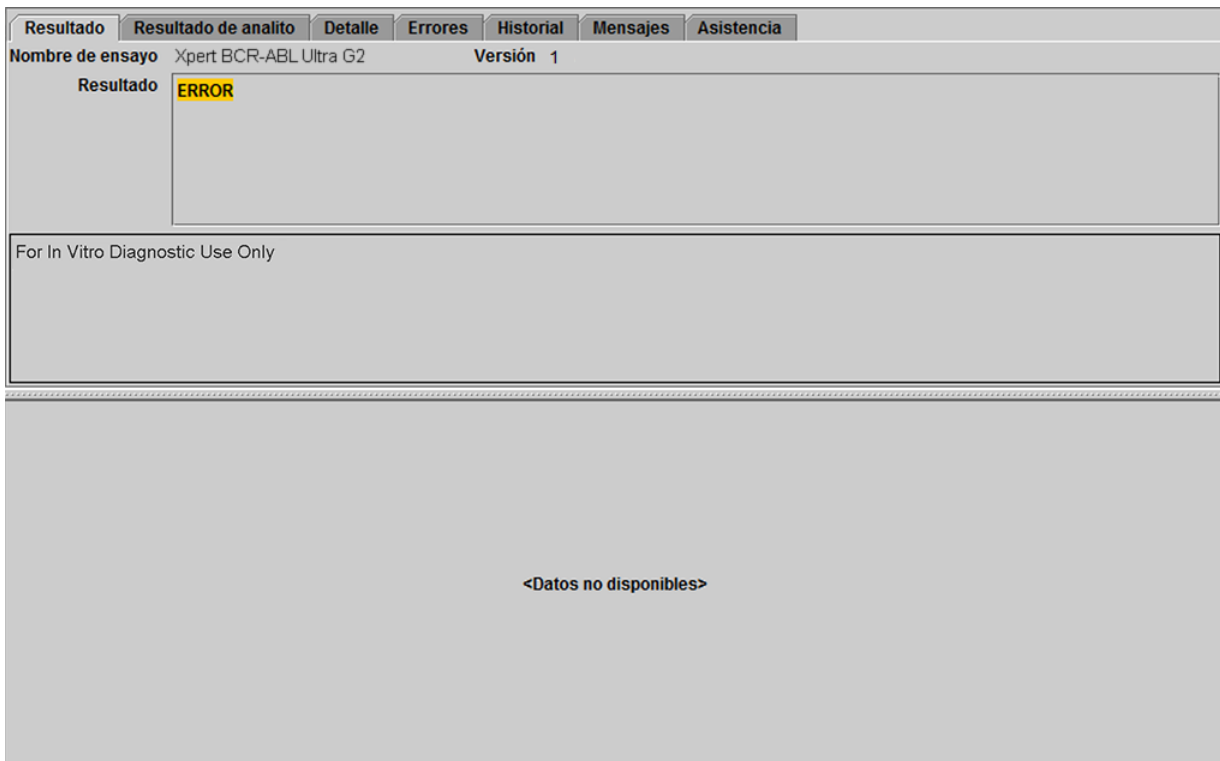 Resultado Resultado de analito Detalle Errores Historial Mensajes Asistencia
Nombre de ensayo Xpert BCR-ABL Ultra G2 Versión 1
Resultado ERROR
For In Vitro Diagnostic Use Only
<Datos no disponibles>